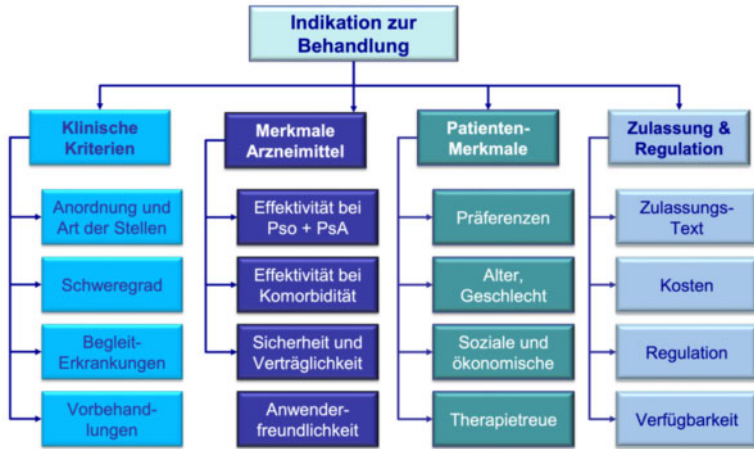 Indikation zur
Behandlung
Klinische
Kriterien
Merkmale
Arzneimittel
Patienten-
Merkmale
Zulassung &
Regulation
Anordnung und
Art der Stellen
Effektivität bei
Pso + PsA
Präferenzen
Zulassungs-
Text
Schweregrad
Effektivität bei
Komorbidität
Alter,
Geschlecht
Kosten
Begleit-
Erkrankungen
Sicherheit und
Verträglichkeit
Soziale und
ökonomische
Regulation
Vorbehand-
lungen
Anwender-
freundlichkeit
Therapietreue
Verfügbarkeit